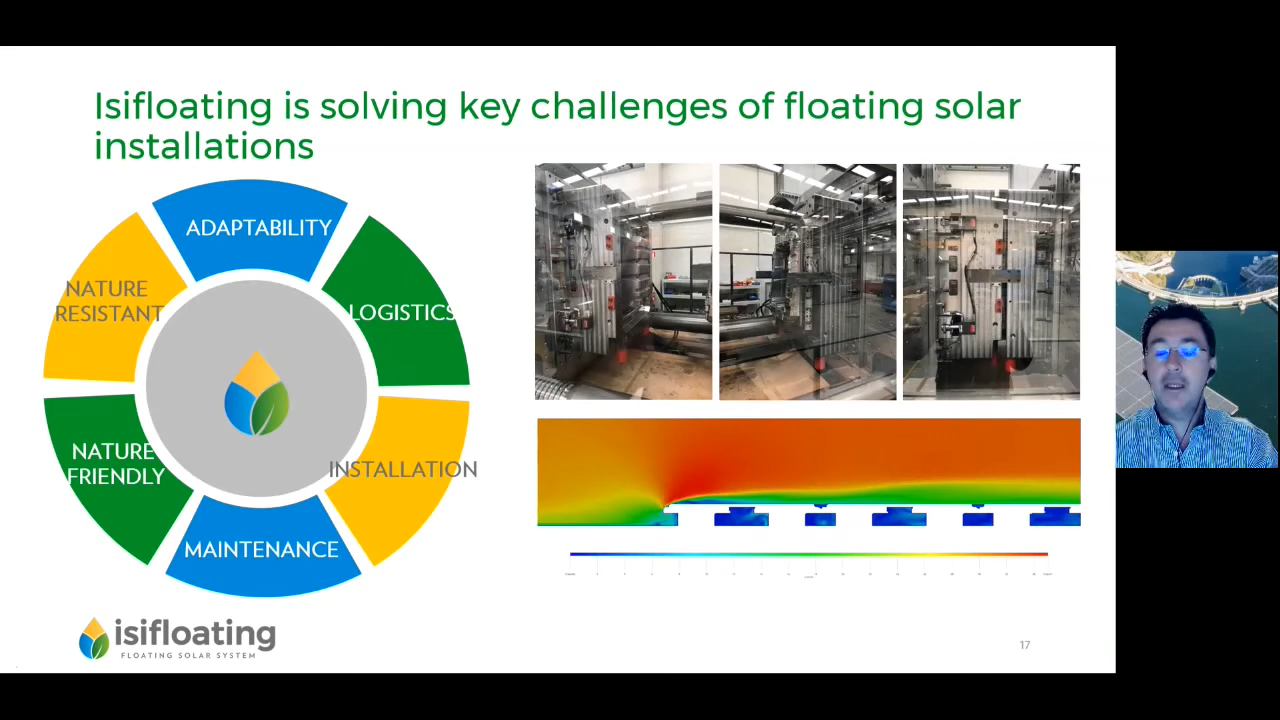 Isifloating is solving key challenges of floating solar
installations
ADAPTABILITY
LOGISTICS
INSTALLATION
MAINTENANCE
NATURE
FRIENDLY
NATURE
RESISTANT
isifloating
FLOATING SOLAR SYSTEM
17